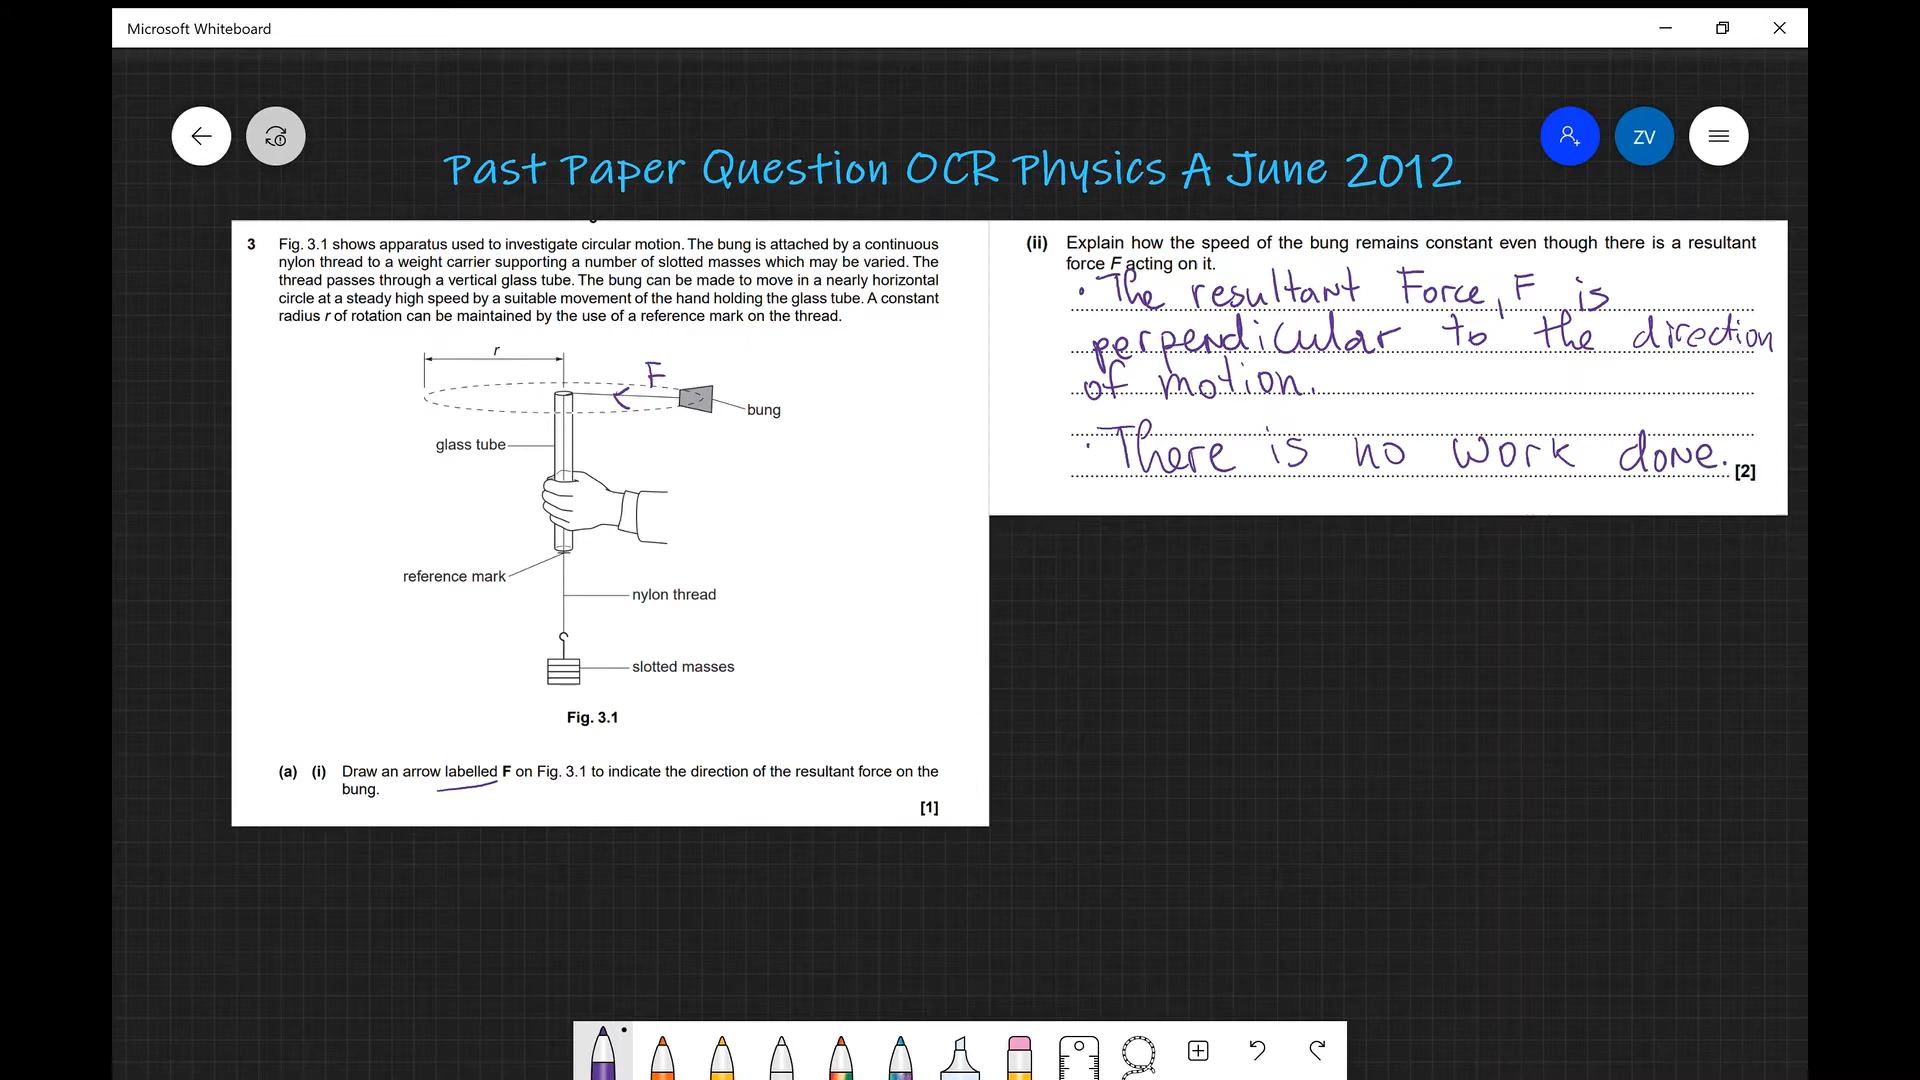 Microsoft Whiteboard
ZV
Past Paper Question OCR Physics A June 2012
3 Fig. 3.1 shows apparatus used to investigate circular motion. The bung is attached by a continuous
nylon thread to a weight carrier supporting a number of slotted masses which may be varied. The
thread passes through a vertical glass tube. The bung can be made to move in a nearly horizontal
circle at a steady high speed by a suitable movement of the hand holding the glass tube. A constant
radius r of rotation can be maintained by the use of a reference mark on the thread.
r
F
bung
glass tube
reference mark
nylon thread
slotted masses
Fig. 3.1
(a) (i) Draw an arrow labelled F on Fig. 3.1 to indicate the direction of the resultant force on the
bung.
[1]
(ii) Explain how the speed of the bung remains constant even though there is a resultant
force F acting on it.
· The resultant Force, F is
perpendicular to the direction
of motion.
· There is no work done.
[2]